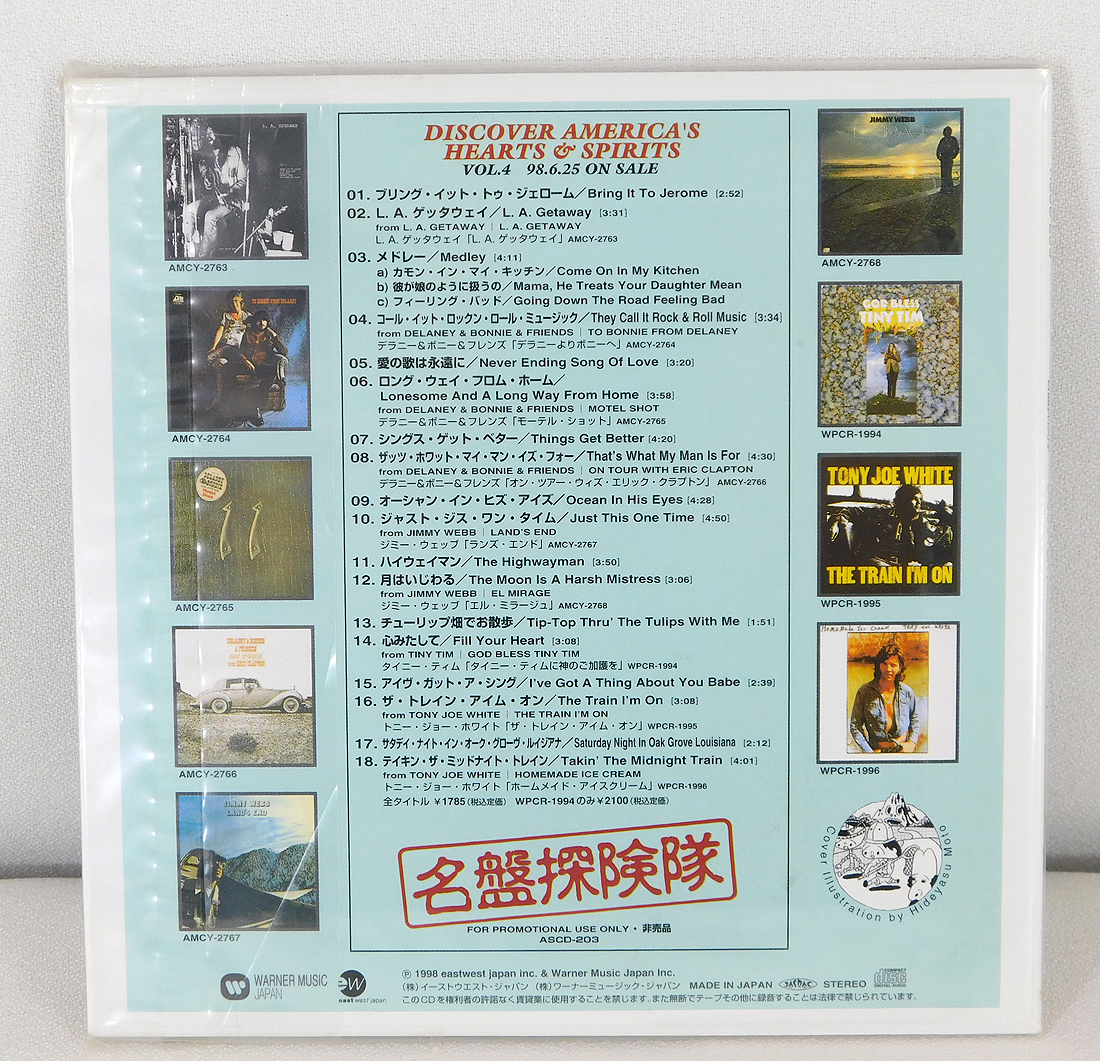 DISCOVER AMERICA'S
HEARTS & SPIRITS
VOL.4 98.6.25 ON SALE
01. ブリング・イット・トゥ・ジェローム／Bring It To Jerome [2:52]
02. L. A. ゲッタウェイ／L. A. Getaway [3:31]
from L. A. GETAWAY | L. A. GETAWAY
L. A. ゲッタウェイ「L. A. ゲッタウェイ」AMCY-2763
03. メドレー／Medley [4:11]
a) カモン・イン・マイ・キッチン／Come On In My Kitchen
b) 彼が娘のように扱うの／Mama, He Treats Your Daughter Mean
c) フィーリング・バッド／Going Down The Road Feeling Bad
04. コール・イット・ロックン・ロール・ミュージック／They Call It Rock & Roll Music [3:34]
from DELANEY & BONNIE & FRIENDS | TO BONNIE FROM DELANEY
デラニー＆ボニー＆フレンズ「デラニーよりボニーへ」AMCY-2764
05. 愛の歌は永遠に／Never Ending Song Of Love [3:20]
06. ロング・ウェイ・フロム・ホーム／
Lonesome And A Long Way From Home [3:58]
from DELANEY & BONNIE & FRIENDS | MOTEL SHOT
デラニー＆ボニー＆フレンズ「モーテル・ショット」AMCY-2765
07. シングス・ゲット・ベター／Things Get Better [4:20]
08. ザッツ・ホワット・マイ・マン・イズ・フォー／That's What My Man Is For [4:30]
from DELANEY & BONNIE & FRIENDS | ON TOUR WITH ERIC CLAPTON
デラニー＆ボニー＆フレンズ「オン・ツアー・ウィズ・エリック・クラプトン」AMCY-2766
09. オーシャン・イン・ヒズ・アイズ／Ocean In His Eyes [4:28]
10. ジャスト・ジス・ワン・タイム／Just This One Time [4:50]
from JIMMY WEBB | LAND'S END
ジミー・ウェッブ「ランズ・エンド」AMCY-2767
11. ハイウェイマン／The Highwayman [3:50]
12. 月はいじわる／The Moon Is A Harsh Mistress [3:06]
from JIMMY WEBB | EL MIRAGE
ジミー・ウェッブ「エル・ミラージュ」AMCY-2768
13. チューリップ畑でお散歩／Tip-Top Thru' The Tulips With Me [1:51]
14. 心みたして／Fill Your Heart [3:08]
from TINY TIM | GOD BLESS TINY TIM
タイニー・ティム「タイニー・ティムに神のご加護を」WPCR-1994
15. アイヴ・ガット・ア・シング／I've Got A Thing About You Babe [2:39]
16. ザ・トレイン・アイム・オン／The Train I'm On [3:08]
from TONY JOE WHITE | THE TRAIN I'M ON
トニー・ジョー・ホワイト「ザ・トレイン・アイム・オン」WPCR-1995
17. サタデイ・ナイト・イン・オーク・グローヴ・ルイジアナ／Saturday Night In Oak Grove Louisiana [2:12]
18. テイキン・ザ・ミッドナイト・トレイン／Takin' The Midnight Train [4:01]
from TONY JOE WHITE | HOMEMADE ICE CREAM
トニー・ジョー・ホワイト「ホームメイド・アイスクリーム」WPCR-1996
全タイトル ¥1785(税込定価) WPCR-1994のみ¥2100(税込定価)
名盤探険隊
FOR PROMOTIONAL USE ONLY・非売品
ASCD-203
L. A. GETAWAY
AMCY-2763
TO BONNIE FROM DELANEY
AMCY-2764
AMCY-2765
DELANEY & BONNIE
& FRIENDS
ON TOUR
with ERIC CLAPTON
AMCY-2766
JIMMY WEBB
LAND'S END
AMCY-2767
JIMMY WEBB
AMCY-2768
GOD BLESS
TINY TIM
WPCR-1994
TONY JOE WHITE
THE TRAIN I'M ON
WPCR-1995
Homemade Ice Cream Tony Joe White
WPCR-1996
Cover Illustration by Hideyasu Moto
WARNER MUSIC
JAPAN
eW
east west japan
Ⓟ 1998 eastwest japan inc. & Warner Music Japan Inc.
(株)イーストウエスト・ジャパン (株)ワーナーミュージック・ジャパン MADE IN JAPAN JASRAC STEREO
COMPACT
disc
DIGITAL AUDIO
このCDを権利者の許諾なく賃貸業に使用することを禁じます。また無断でテープその他に録音することは法律で禁じられています。